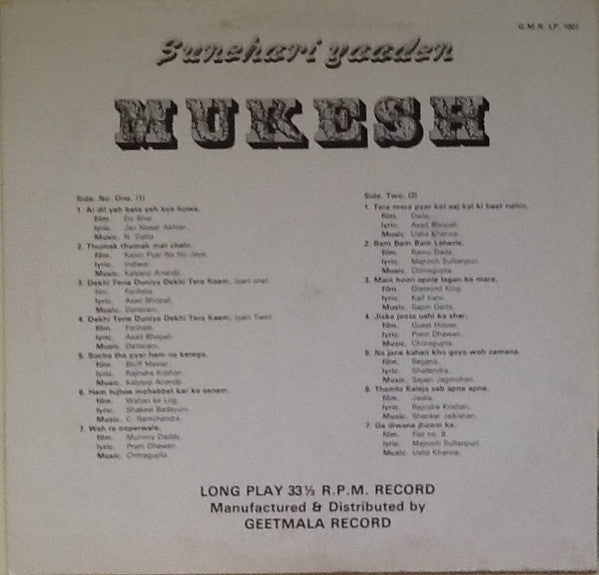 G.M.R. LP. 1001
Sunehari yaaden
MUKESH
Side. No. One. (1)
1. Ai dil yeh bata yeh kya huwa.
film. Do Bhai.
lyric. Jan Nisar Akhtar.
Music. N. Datta.
2. Thumak thumak mat chalo.
film. Kahin Pyar Na Ho Jaye.
lyric. Indiwar.
Music. Kalyanji Anandji.
3. Dekhi Teria Duniya Dekhi Tera Kaam. (part one)
film. Farishta.
lyric. Asad Bhopali.
Music. Dattaram.
4. Dekhi Teria Duniya Dekhi Tera Kaam. (part Two)
film. Farishta.
lyric. Asad Bhopali.
Music. Dattaram.
5. Socha tha pyar ham na karege.
film. Bluff Master.
lyric. Rajindra Krishan.
Music. Kalyanji Anandji.
6. Ham tujhse mohabbat kar ke sanam.
film. Wahan ke Log.
lyric. Shakeel Badayuni.
Music. C. Ramchandra.
7. Wah re noperwale.
film. Mummy Daddy.
lyric. Prem Dhawan.
Music. Chitragupta.
Side. Two. (2)
1. Tera mera pyar koi aaj kal ki baat nahin.
film. Dada.
lyric. Asad Bhopali.
Music. Usha Khanna.
2. Bam Bam Bam Laharie.
film. Ramu Dada.
lyric. Majrooh Sultanpuri.
Music. Chitragupta.
3. Main hoon apnie lagan ka mara.
film. Diamond King.
lyric. Kaif Irani.
Music. Sapan Datta.
4. Jiska joota ushi ka shar.
film. Guest House.
lyric. Prem Dhawan.
Music. Chitragupta.
5. Na jane kahan kho gayo woh zamana.
film. Begana.
lyric. Shailendra.
Music. Sapan Jagmohan.
6. Thamlo Kaleja sab apna apna.
film. Jwala.
lyric. Rajindra Krishan.
Music. Shankar Jaikishan.
7. Ga diwana jhoom ke.
film. Flat no. 9.
lyric. Majrooh Sultanpuri.
Music. Usha Khanna.
LONG PLAY 33⅓ R.P.M. RECORD
Manufactured & Distributed by
GEETMALA RECORD